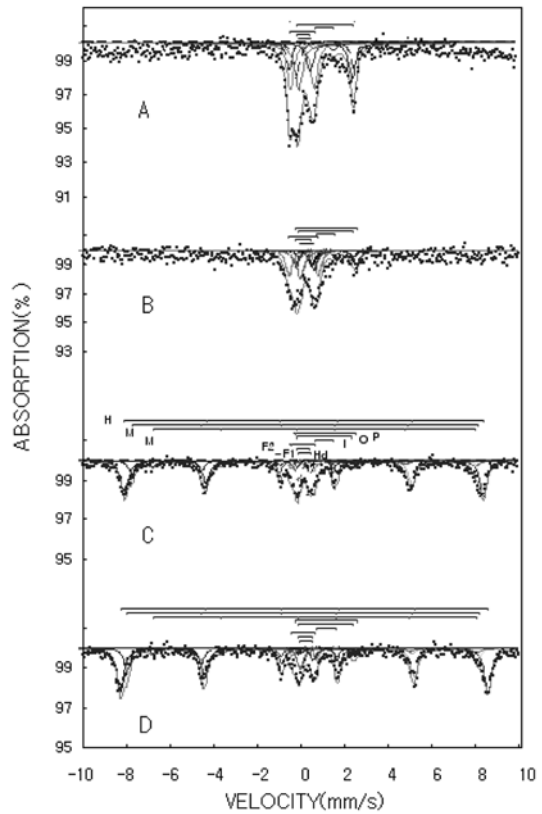 99
97
A
95
93
91
99
97
B
95
93
ABSORPTION(%)
H
M
M
F2
F1
Hd
I
O
P
99
97
C
95
99
97
D
95
-10 -8 -6 -4 -2 0 2 4 6 8 10
VELOCITY(mm/s)